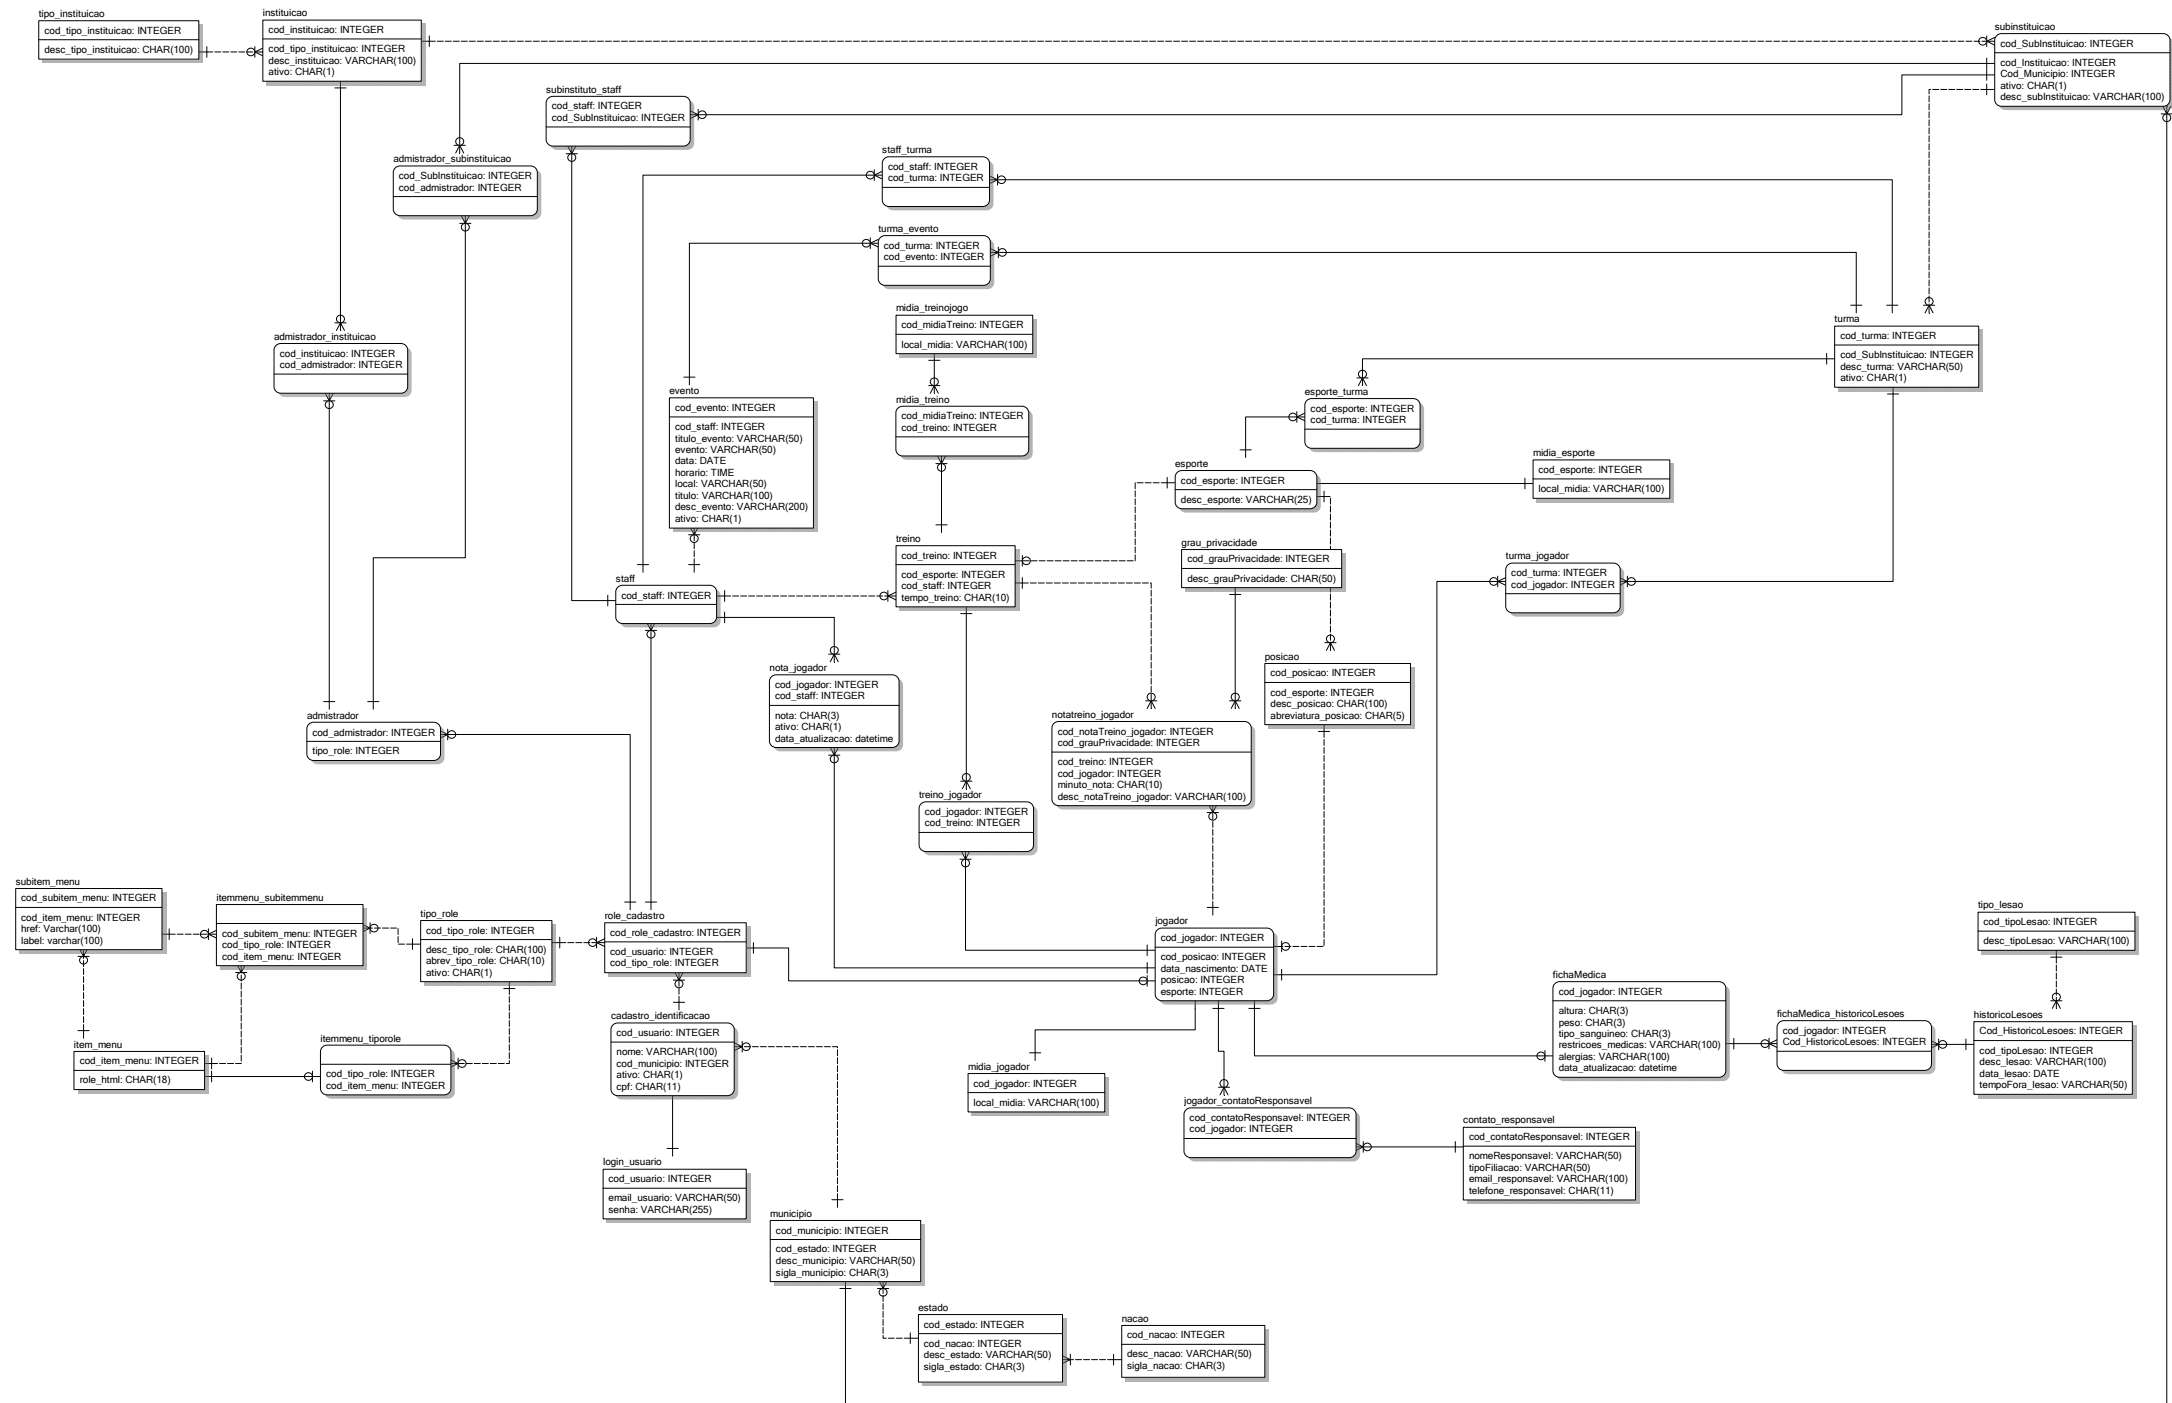 tipo_instituicao
cod_tipo_instituicao: INTEGER
desc_tipo_instituicao: CHAR(100)
instituicao
cod_instituicao: INTEGER
cod_tipo_instituicao: INTEGER
desc_instituicao: VARCHAR(100)
ativo: CHAR(1)
subinstituicao
cod_SubInstituicao: INTEGER
cod_Instituicao: INTEGER
Cod_Municipio: INTEGER
ativo: CHAR(1)
desc_subInstituicao: VARCHAR(100)
subinstituto_staff
cod_staff: INTEGER
cod_SubInstituicao: INTEGER
admistrador_subinstituicao
cod_SubInstituicao: INTEGER
cod_admistrador: INTEGER
staff_turma
cod_staff: INTEGER
cod_turma: INTEGER
turma_evento
cod_turma: INTEGER
cod_evento: INTEGER
midia_treinojogo
cod_midiaTreino: INTEGER
local_midia: VARCHAR(100)
turma
cod_turma: INTEGER
cod_SubInstituicao: INTEGER
desc_turma: VARCHAR(50)
ativo: CHAR(1)
admistrador_instituicao
cod_instituicao: INTEGER
cod_admistrador: INTEGER
evento
cod_evento: INTEGER
cod_staff: INTEGER
titulo_evento: VARCHAR(50)
evento: VARCHAR(50)
data: DATE
horario: TIME
local: VARCHAR(50)
titulo: VARCHAR(100)
desc_evento: VARCHAR(200)
ativo: CHAR(1)
midia_treino
cod_midiaTreino: INTEGER
cod_treino: INTEGER
esporte_turma
cod_esporte: INTEGER
cod_turma: INTEGER
esporte
cod_esporte: INTEGER
desc_esporte: VARCHAR(25)
midia_esporte
cod_esporte: INTEGER
local_midia: VARCHAR(100)
treino
cod_treino: INTEGER
cod_esporte: INTEGER
cod_staff: INTEGER
tempo_treino: CHAR(10)
grau_privacidade
cod_grauPrivacidade: INTEGER
desc_grauPrivacidade: CHAR(50)
turma_jogador
cod_turma: INTEGER
cod_jogador: INTEGER
staff
cod_staff: INTEGER
nota_jogador
cod_jogador: INTEGER
cod_staff: INTEGER
nota: CHAR(3)
ativo: CHAR(1)
data_atualizacao: datetime
posicao
cod_posicao: INTEGER
cod_esporte: INTEGER
desc_posicao: CHAR(100)
abreviatura_posicao: CHAR(5)
admistrador
cod_admistrador: INTEGER
tipo_role: INTEGER
notatreino_jogador
cod_notaTreino_jogador: INTEGER
cod_grauPrivacidade: INTEGER
cod_treino: INTEGER
cod_jogador: INTEGER
minuto_nota: CHAR(10)
desc_notaTreino_jogador: VARCHAR(100)
treino_jogador
cod_jogador: INTEGER
cod_treino: INTEGER
subitem_menu
cod_subitem_menu: INTEGER
cod_item_menu: INTEGER
href: Varchar(100)
label: varchar(100)
itemmenu_subitemmenu
cod_subitem_menu: INTEGER
cod_tipo_role: INTEGER
cod_item_menu: INTEGER
tipo_role
cod_tipo_role: INTEGER
desc_tipo_role: CHAR(100)
abrev_tipo_role: CHAR(10)
ativo: CHAR(1)
role_cadastro
cod_role_cadastro: INTEGER
cod_usuario: INTEGER
cod_tipo_role: INTEGER
jogador
cod_jogador: INTEGER
cod_posicao: INTEGER
data_nascimento: DATE
posicao: INTEGER
esporte: INTEGER
tipo_lesao
cod_tipoLesao: INTEGER
desc_tipoLesao: VARCHAR(100)
fichaMedica
cod_jogador: INTEGER
altura: CHAR(3)
peso: CHAR(3)
tipo_sanguineo: CHAR(3)
restricoes_medicas: VARCHAR(100)
alergias: VARCHAR(100)
data_atualizacao: datetime
fichaMedica_historicoLesoes
cod_jogador: INTEGER
Cod_HistoricoLesoes: INTEGER
historicoLesoes
Cod_HistoricoLesoes: INTEGER
cod_tipoLesao: INTEGER
desc_lesao: VARCHAR(100)
data_lesao: DATE
tempoFora_lesao: VARCHAR(50)
cadastro_identificacao
cod_usuario: INTEGER
nome: VARCHAR(100)
cod_municipio: INTEGER
ativo: CHAR(1)
cpf: CHAR(11)
item_menu
cod_item_menu: INTEGER
role_html: CHAR(18)
itemmenu_tiporole
cod_tipo_role: INTEGER
cod_item_menu: INTEGER
midia_jogador
cod_jogador: INTEGER
local_midia: VARCHAR(100)
jogador_contatoResponsavel
cod_contatoResponsavel: INTEGER
cod_jogador: INTEGER
contato_responsavel
cod_contatoResponsavel: INTEGER
nomeResponsavel: VARCHAR(50)
tipoFiliacao: VARCHAR(50)
email_responsavel: VARCHAR(100)
telefone_responsavel: CHAR(11)
login_usuario
cod_usuario: INTEGER
email_usuario: VARCHAR(50)
senha: VARCHAR(255)
municipio
cod_municipio: INTEGER
cod_estado: INTEGER
desc_municipio: VARCHAR(50)
sigla_municipio: CHAR(3)
estado
cod_estado: INTEGER
cod_nacao: INTEGER
desc_estado: VARCHAR(50)
sigla_estado: CHAR(3)
nacao
cod_nacao: INTEGER
desc_nacao: VARCHAR(50)
sigla_nacao: CHAR(3)